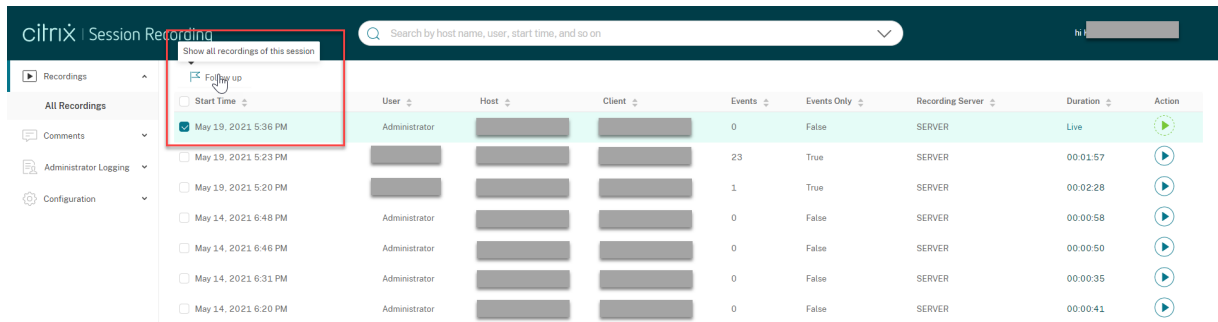 citrix | Session Recording
Search by host name, user, start time, and so on
hi
Show all recordings of this session
Recordings
Follow up
All Recordings
Start Time User Host Client Events Events Only Recording Server Duration Action
May 19, 2021 5:36 PM Administrator 0 False SERVER Live
Comments
May 19, 2021 5:23 PM 23 True SERVER 00:01:57
Administrator Logging
May 19, 2021 5:20 PM 1 True SERVER 00:02:28
Configuration
May 14, 2021 6:48 PM Administrator 0 False SERVER 00:00:58
May 14, 2021 6:46 PM Administrator 0 False SERVER 00:00:50
May 14, 2021 6:31 PM Administrator 0 False SERVER 00:00:35
May 14, 2021 6:20 PM Administrator 0 False SERVER 00:00:41